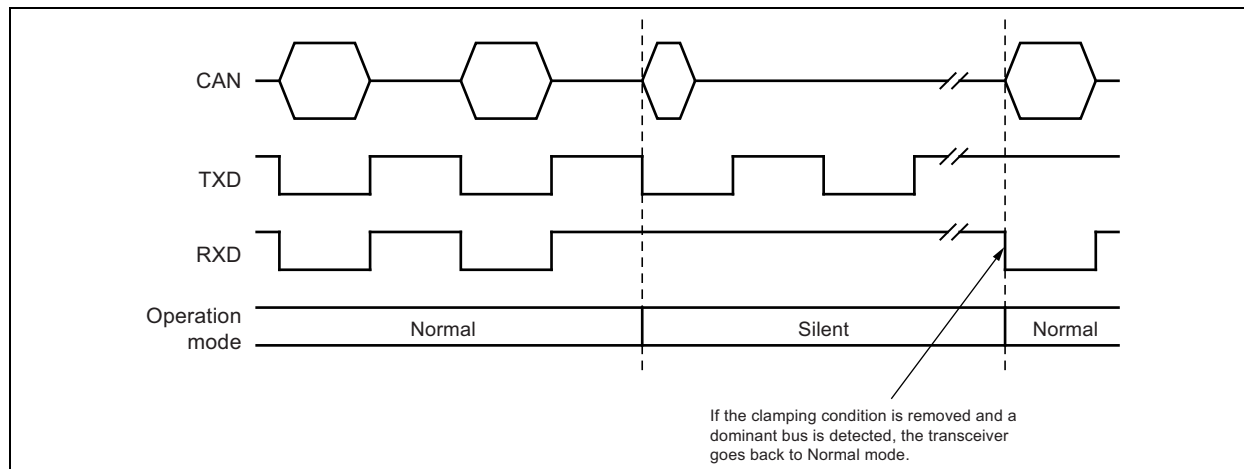 CAN
TXD
RXD
Operation
mode
Normal
Silent
Normal
If the clamping condition is removed and a
dominant bus is detected, the transceiver
goes back to Normal mode.